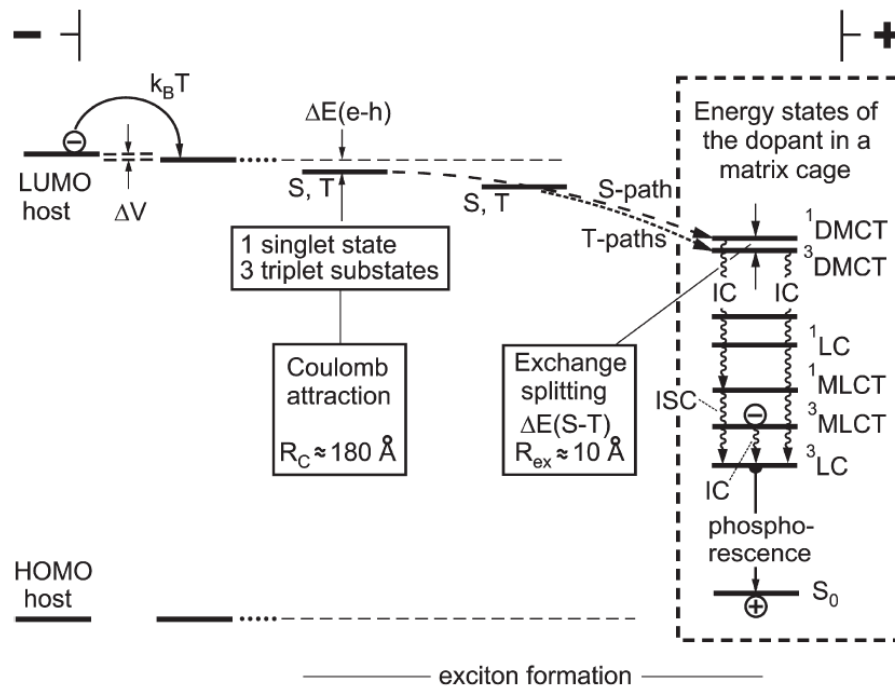 − +
k_BT
ΔE(e-h)
Energy states of
the dopant in a
matrix cage
−
LUMO
host
ΔV
S, T
S, T
S-path
T-paths
¹DMCT
³DMCT
1 singlet state
3 triplet substates
IC IC
Coulomb
attraction
R_C ≈ 180 Å
Exchange
splitting
ΔE(S-T)
R_ex ≈ 10 Å
¹LC
¹MLCT
ISC
−
³MLCT
³LC
IC
phospho-
rescence
HOMO
host
S₀
+
exciton formation